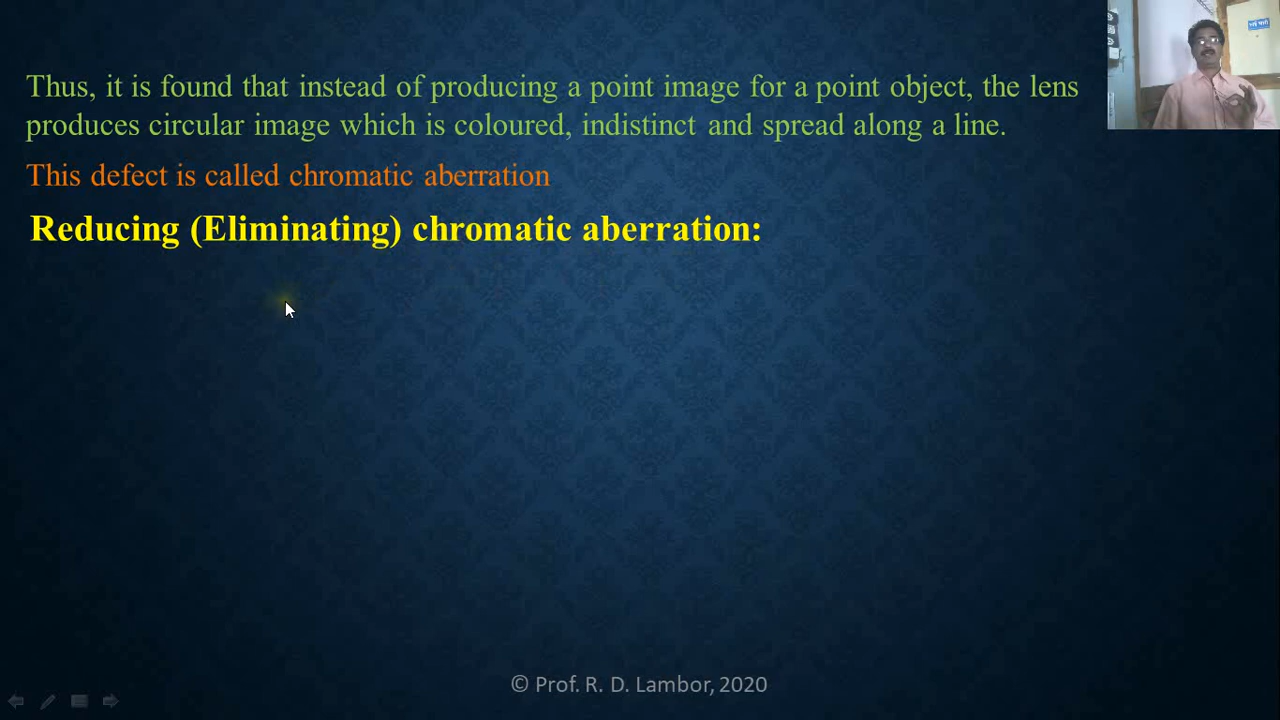 Thus, it is found that instead of producing a point image for a point object, the lens
produces circular image which is coloured, indistinct and spread along a line.
This defect is called chromatic aberration
Reducing (Eliminating) chromatic aberration:
© Prof. R. D. Lambor, 2020